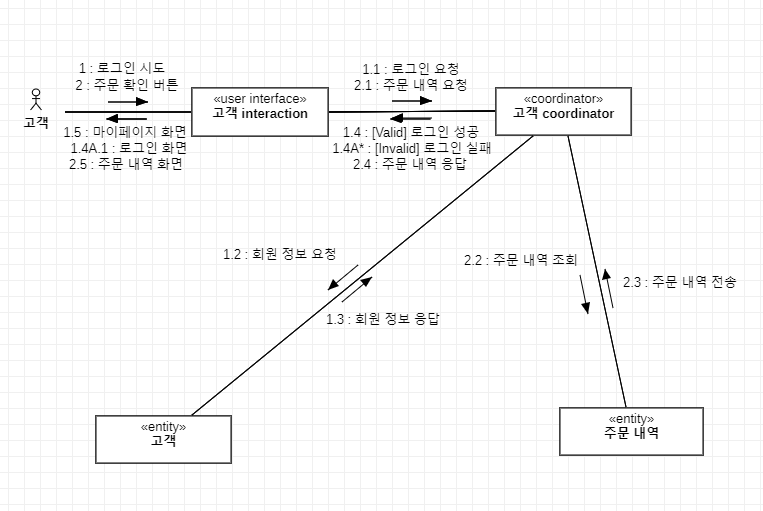 1 : 로그인 시도
2 : 주문 확인 버튼
고객
1.5 : 마이페이지 화면
1.4A.1 : 로그인 화면
2.5 : 주문 내역 화면
«user interface»
고객 interaction
1.1 : 로그인 요청
2.1 : 주문 내역 요청
1.4 : [Valid] 로그인 성공
1.4A* : [Invalid] 로그인 실패
2.4 : 주문 내역 응답
«coordinator»
고객 coordinator
1.2 : 회원 정보 요청
1.3 : 회원 정보 응답
2.2 : 주문 내역 조회
2.3 : 주문 내역 전송
«entity»
고객
«entity»
주문 내역